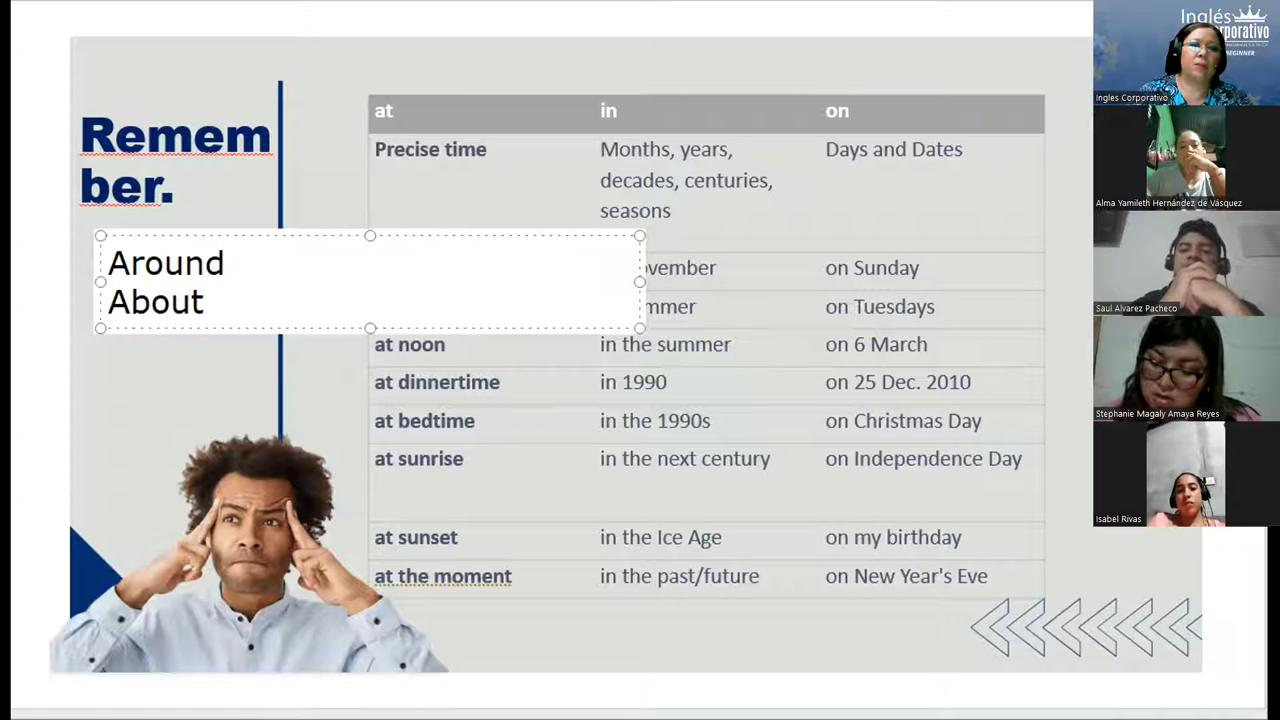 Remem
ber.
at in on
Precise time Months, years, Days and Dates
decades, centuries,
seasons
Around
About
on Sunday
on Tuesdays
at noon in the summer on 6 March
at dinnertime in 1990 on 25 Dec. 2010
at bedtime in the 1990s on Christmas Day
at sunrise in the next century on Independence Day
at sunset in the Ice Age on my birthday
at the moment in the past/future on New Year's Eve
Inglés
BEGINNER
Ingles Corporativo
Alma Yamileth Hernández de Vásquez
Saul Alvarez Pacheco
Stephanie Magaly Amaya Reyes
Isabel Rivas